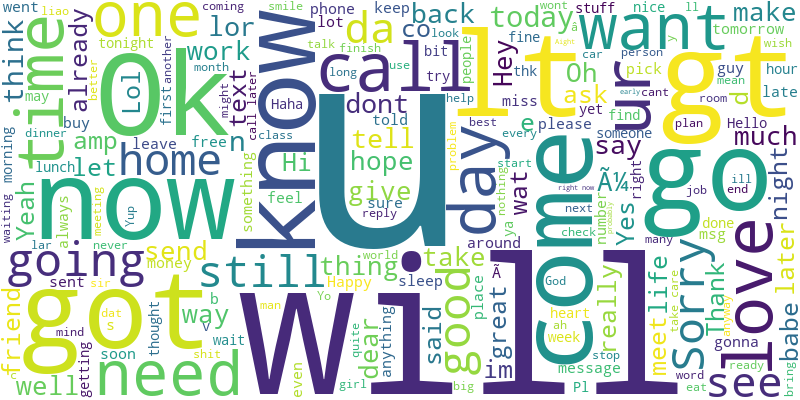 went
liao
one
da
phone
lot
smile
coming
keep
back
co
today
stuff
nice
ll
wont
â
make
tomorrow
y
think
time
tonight
may
month
already
lor
work
text
first
another
better
Ok
Lol
know
Haha
call
talk
finish
long
use
bit
try
look
people
Hey
fine
thk
help
miss
lt
Oh
ask
want
car
person
wish
pick
guy
hour
mean
d
late
gt
ur
yet
Aight
early
cant
room
plan
morning
buy
dinner
lunch
amp
let
home
leave
might
call later
free
n
class
something
Hi
feel
u
dont
told
tell
hope
give
sure
reply
day
problem
best
every
e
wat
start
nothing
ya
please
find
someone
say
number
Yes
right
Ã¼
Hello
much
job
end
ill
go
night
Yeah
waiting
always
meeting
Yup
lar
never
now
right now
probably
next
check
many
done
msg
around
come
going
send
money
sent
sir
still
thing
world
Happy
Yo
sleep
take
place
im
Ã
great
God
really
meet
life
take care
Sorry
Thank
anyway
love
later
babe
gonna
friend
got
dat
s
mind
b
way
V
man
said
good
heart
ah
week
stop
message
Pl
word
eat
see
ready
bring
well
getting
soon
need
thought
shit
wait
even
Will
quite
girl
dear
anything
big